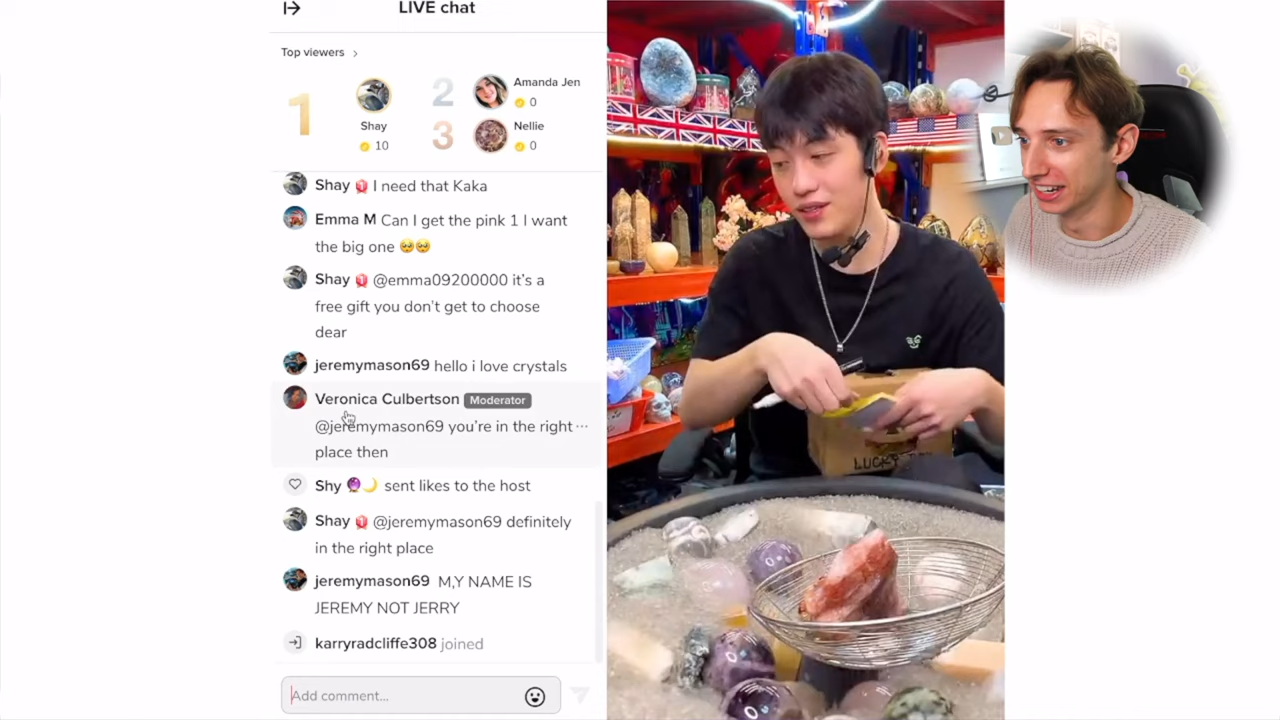 LIVE chat
Top viewers
1
Shay
10
2
Amanda Jen
0
3
Nellie
0
Shay I need that Kaka
Emma M Can I get the pink 1 I want
the big one 🥺🥺
Shay @emma09200000 it's a
free gift you don't get to choose
dear
jeremymason69 hello i love crystals
Veronica Culbertson Moderator
@jeremymason69 you're in the right ...
place then
Shy 🔮🌙 sent likes to the host
Shay @jeremymason69 definitely
in the right place
jeremymason69 M,Y NAME IS
JEREMY NOT JERRY
karryradcliffe308 joined
Add comment...
LUCKY